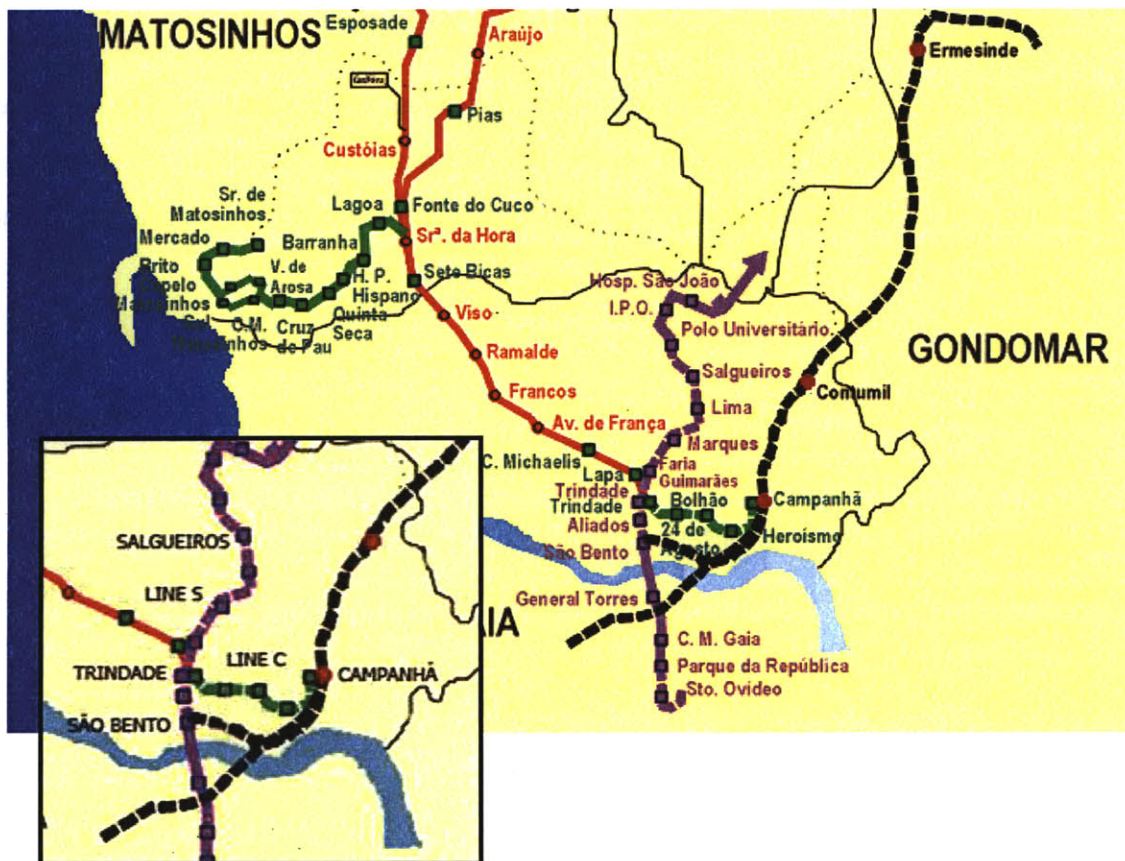 MATOSINHOS
Esposade
Araújo
Ermesinde
Pias
Custóias
Sr. de
Matosinhos
Lagoa
Fonte do Cuco
Mercado
Barranha
Srª. da Hora
Brito
Capelo
V. de
Arosa
H. P.
Hispano
Sete Bicas
Matosinhos
Sul
C.M.
Matosinhos
Cruz
de Pau
Quinta
Seca
Viso
Hosp. São João
I.P.O.
Polo Universitário
Ramalde
Salgueiros
GONDOMAR
Contumil
Francos
Lima
Av. de França
Marques
C. Michaelis
Lapa
Faria
Guimarães
Trindade
Trindade
Bolhão
Campanhã
Aliados
24 de
Agosto
Heroísmo
São Bento
General Torres
AIA
C. M. Gaia
Parque da República
Sto. Ovideo
SALGUEIROS
LINE S
LINE C
TRINDADE
CAMPANHÃ
SÃO BENTO